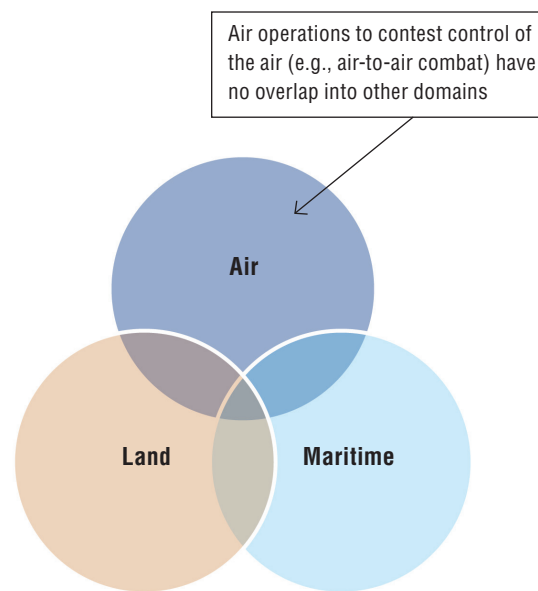 Air operations to contest control of
the air (e.g., air-to-air combat) have
no overlap into other domains
Air
Land
Maritime